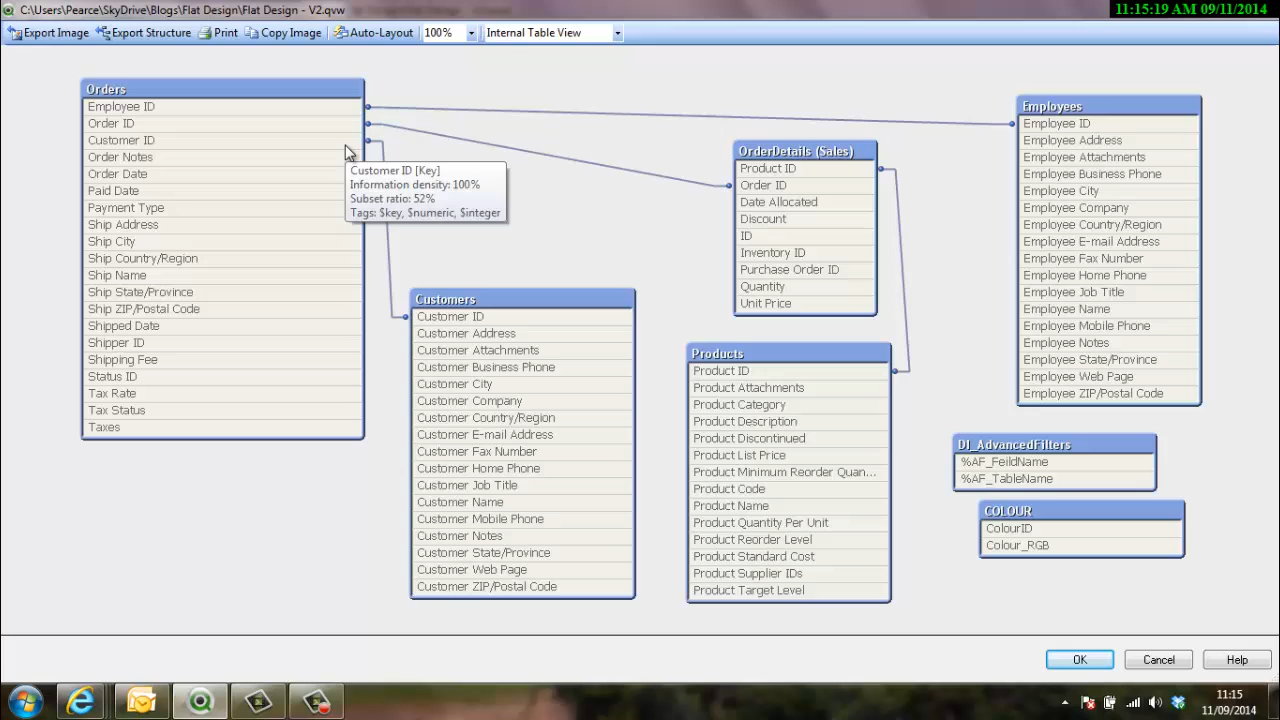 C:\Users\Pearce\SkyDrive\Blogs\Flat Design\Flat Design - V2.qvw
11:15:19 AM 09/11/2014
Export Image Export Structure Print Copy Image Auto-Layout 100% Internal Table View
Orders
Employee ID
Order ID
Customer ID
Order Notes
Order Date
Paid Date
Payment Type
Ship Address
Ship City
Ship Country/Region
Ship Name
Ship State/Province
Ship ZIP/Postal Code
Shipped Date
Shipper ID
Shipping Fee
Status ID
Tax Rate
Tax Status
Taxes
Customer ID [Key]
Information density: 100%
Subset ratio: 52%
Tags: $key, $numeric, $integer
Customers
Customer ID
Customer Address
Customer Attachments
Customer Business Phone
Customer City
Customer Company
Customer Country/Region
Customer E-mail Address
Customer Fax Number
Customer Home Phone
Customer Job Title
Customer Name
Customer Mobile Phone
Customer Notes
Customer State/Province
Customer Web Page
Customer ZIP/Postal Code
OrderDetails (Sales)
Product ID
Order ID
Date Allocated
Discount
ID
Inventory ID
Purchase Order ID
Quantity
Unit Price
Products
Product ID
Product Attachments
Product Category
Product Description
Product Discontinued
Product List Price
Product Minimum Reorder Quan...
Product Code
Product Name
Product Quantity Per Unit
Product Reorder Level
Product Standard Cost
Product Supplier IDs
Product Target Level
Employees
Employee ID
Employee Address
Employee Attachments
Employee Business Phone
Employee City
Employee Company
Employee Country/Region
Employee E-mail Address
Employee Fax Number
Employee Home Phone
Employee Job Title
Employee Name
Employee Mobile Phone
Employee Notes
Employee State/Province
Employee Web Page
Employee ZIP/Postal Code
DJ_AdvancedFilters
%AF_FeildName
%AF_TableName
COLOUR
ColourID
Colour_RGB
OK Cancel Help
11:15
11/09/2014